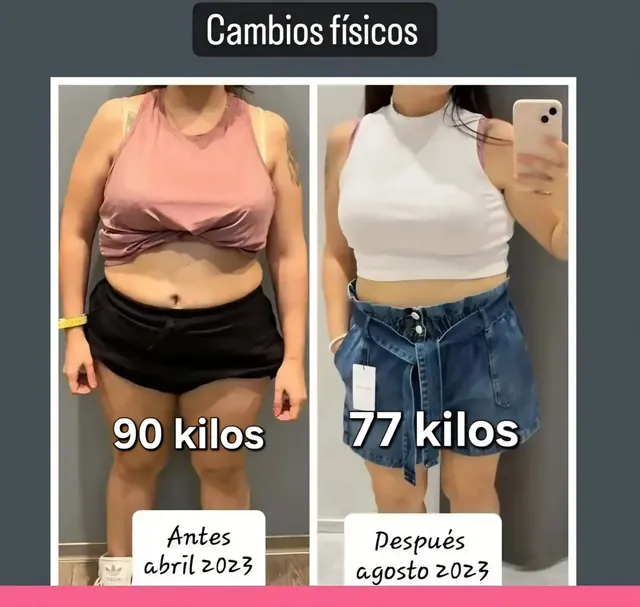 Cambios físicos
90 kilos
77 kilos
Antes
abril 2023
Después
agosto 2023